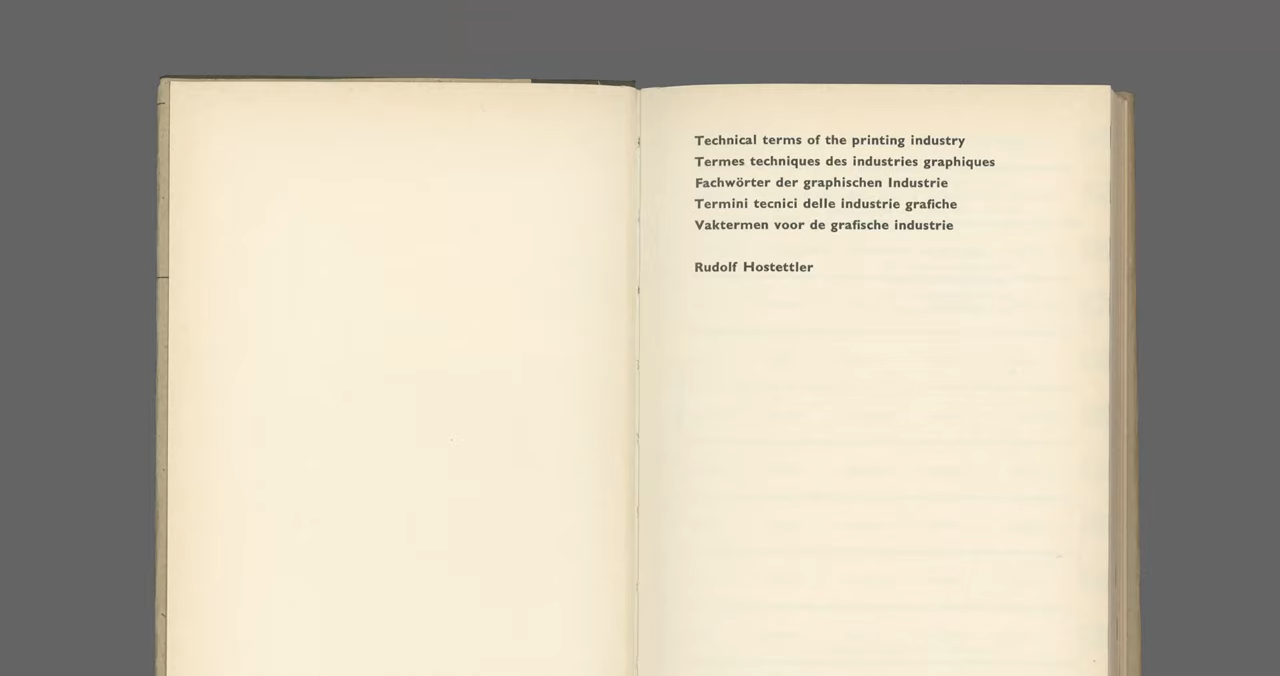 Technical terms of the printing industry
Termes techniques des industries graphiques
Fachwörter der graphischen Industrie
Termini tecnici delle industrie grafiche
Vaktermen voor de grafische industrie
Rudolf Hostettler